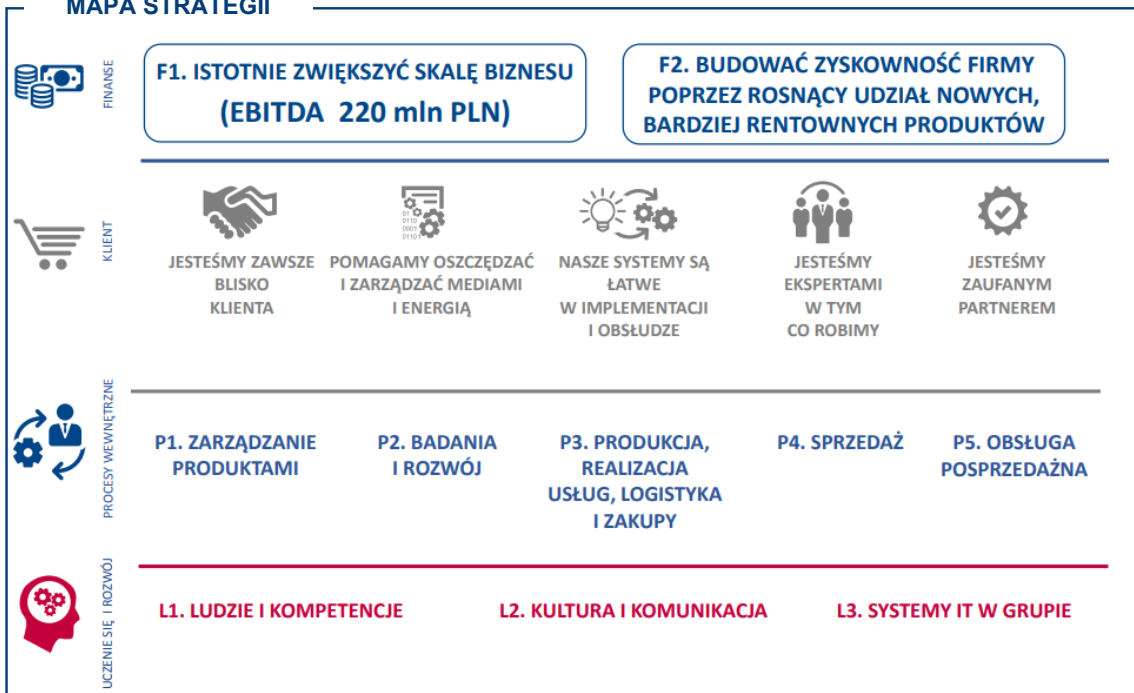 MAPA STRATEGII
FINANSE
F1. ISTOTNIE ZWIĘKSZYĆ SKALĘ BIZNESU
(EBITDA 220 mln PLN)
F2. BUDOWAĆ ZYSKOWNOŚĆ FIRMY
POPRZEZ ROSNĄCY UDZIAŁ NOWYCH,
BARDZIEJ RENTOWNYCH PRODUKTÓW
KLIENT
01
0110
0001
01101
JESTEŚMY ZAWSZE
BLISKO
KLIENTA
POMAGAMY OSZCZĘDZAĆ
I ZARZĄDZAĆ MEDIAMI
I ENERGIĄ
NASZE SYSTEMY SĄ
ŁATWE
W IMPLEMENTACJI
I OBSŁUDZE
JESTEŚMY
EKSPERTAMI
W TYM
CO ROBIMY
JESTEŚMY
ZAUFANYM
PARTNEREM
PROCESY WEWNĘTRZNE
P1. ZARZĄDZANIE
PRODUKTAMI
P2. BADANIA
I ROZWÓJ
P3. PRODUKCJA,
REALIZACJA
USŁUG, LOGISTYKA
I ZAKUPY
P4. SPRZEDAŻ
P5. OBSŁUGA
POSPRZEDAŻNA
UCZENIE SIĘ I ROZWÓJ
L1. LUDZIE I KOMPETENCJE
L2. KULTURA I KOMUNIKACJA
L3. SYSTEMY IT W GRUPIE